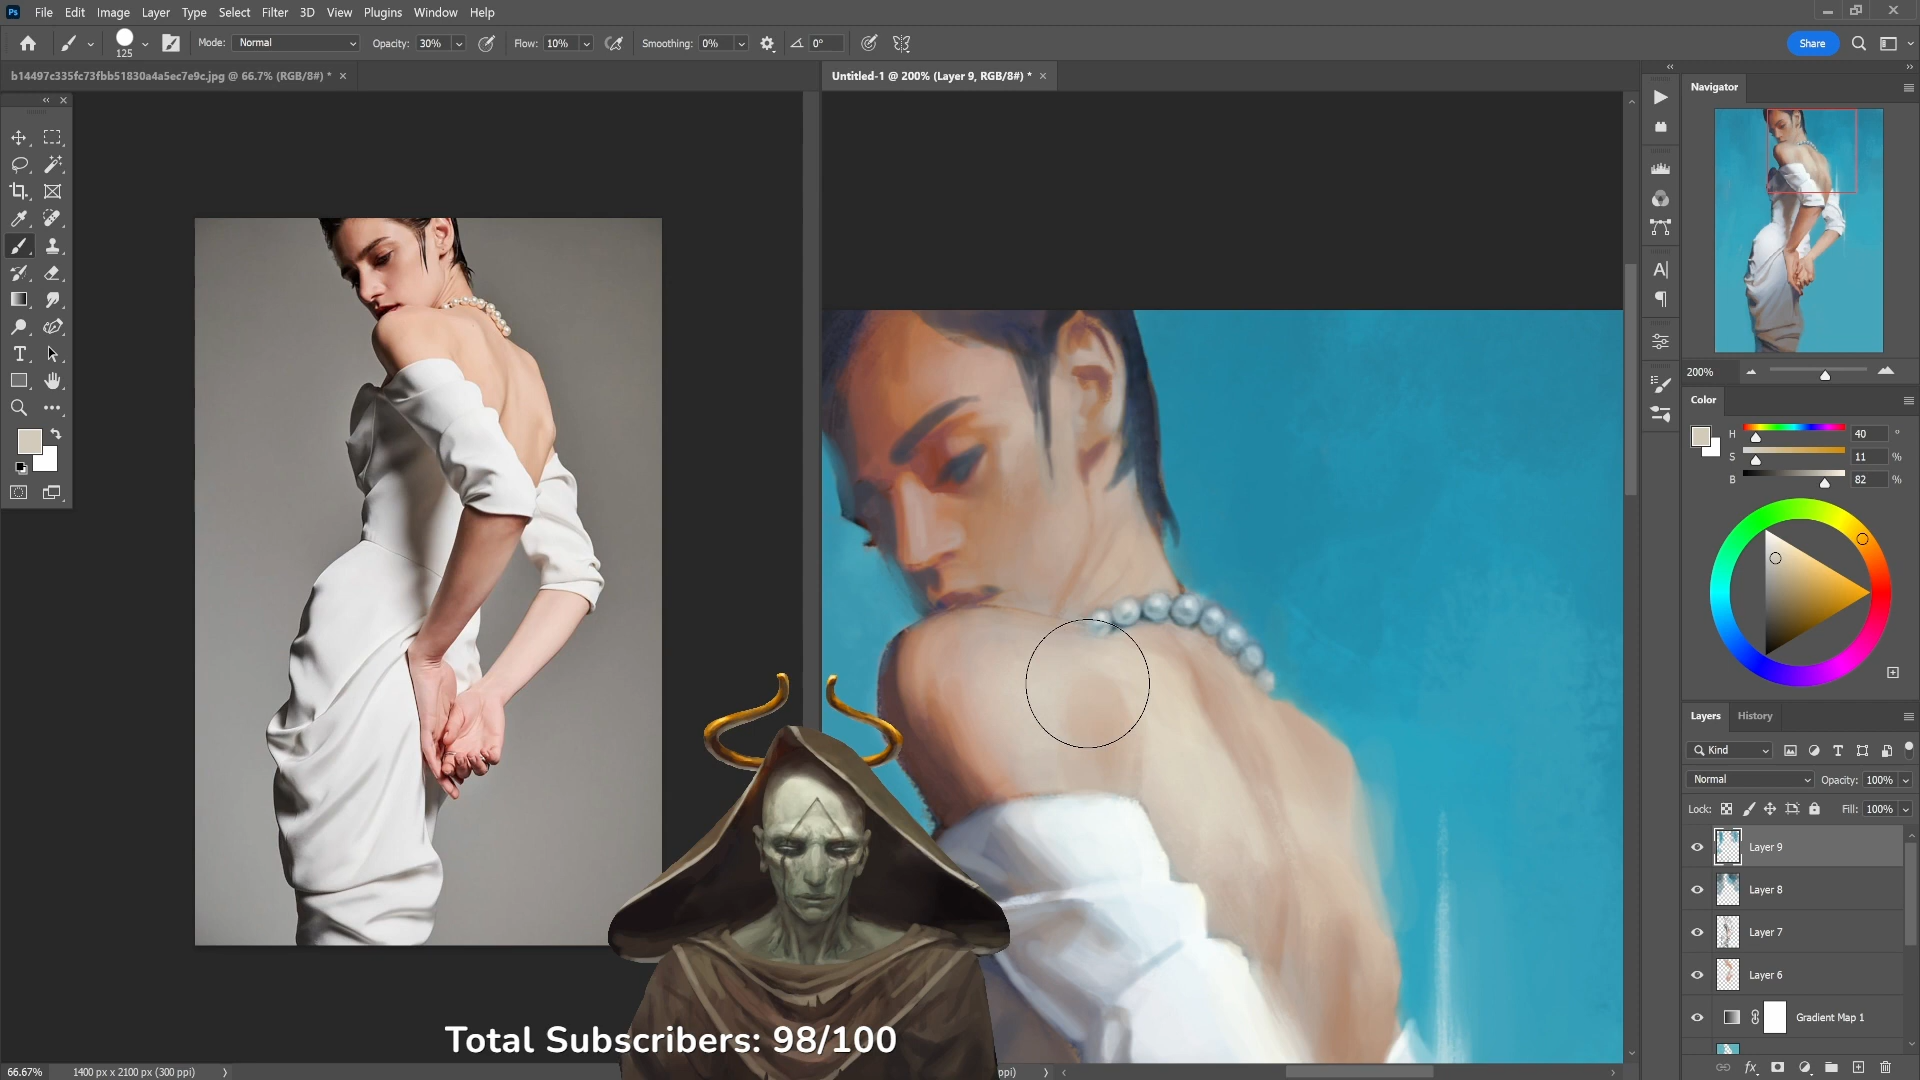 Ps File Edit Image Layer Type Select Filter 3D View Plugins Window Help
125 Mode: Normal Opacity: 30% Flow: 10% Smoothing: 0% 0° Share
b14497c335fc73fbb51830a4a5ec7e9c.jpg @ 66.7% (RGB/8#) * ×
Untitled-1 @ 200% (Layer 9, RGB/8#) * ×
Navigator
200%
Color
H 40 °
S 11 %
B 82 %
Layers History
Kind
Normal Opacity: 100%
Lock: Fill: 100%
Layer 9
Layer 8
Layer 7
Layer 6
Gradient Map 1
Total Subscribers: 98/100
66.67% 1400 px x 2100 px (300 ppi)
ppi)